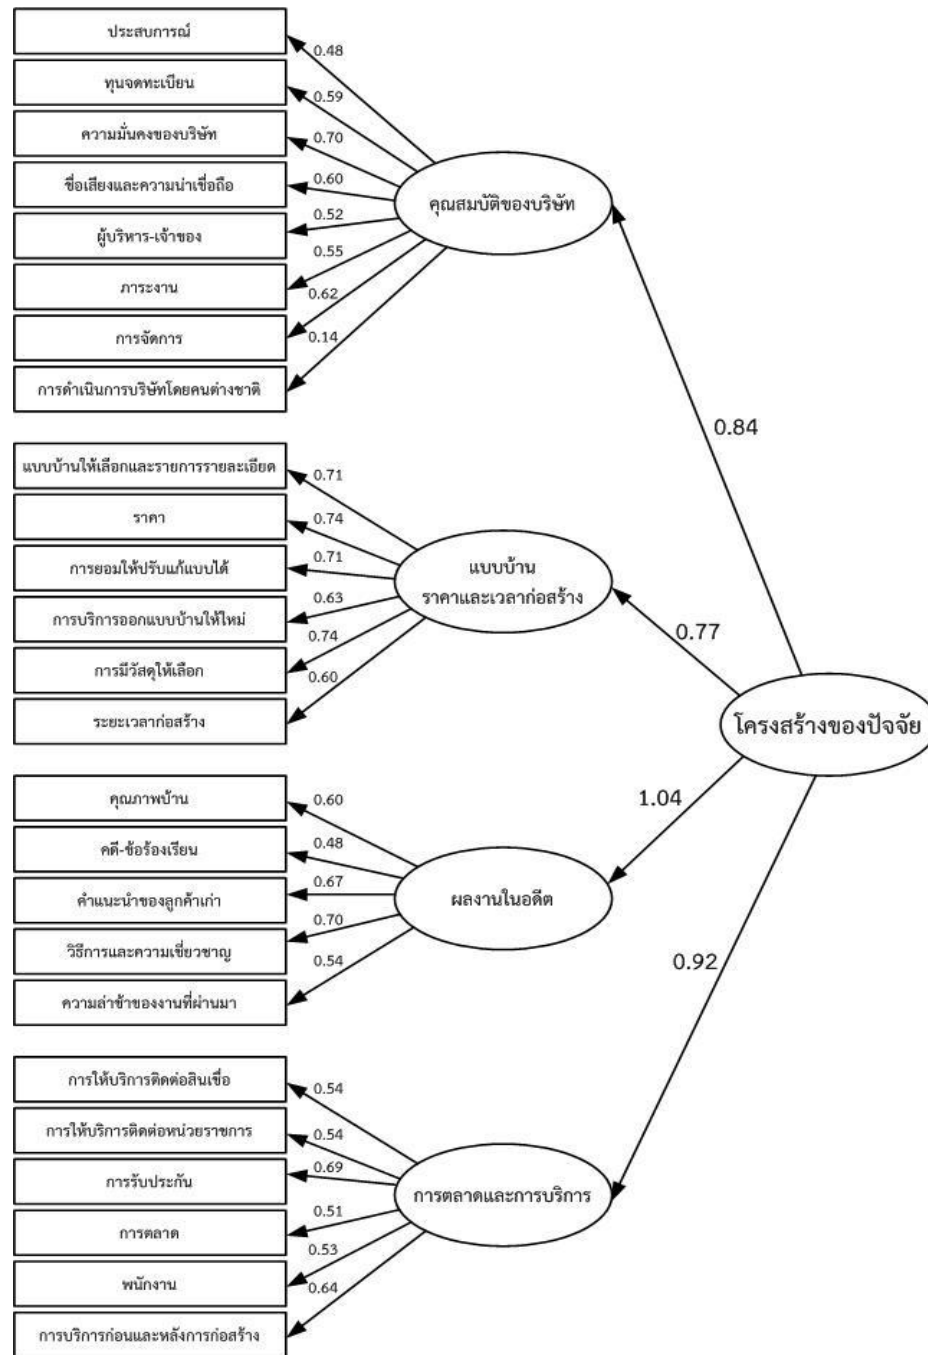 ประสบการณ์
0.48
ทุนจดทะเบียน
0.59
ความมั่นคงของบริษัท
0.70
ชื่อเสียงและความน่าเชื่อถือ
0.60
ผู้บริหาร-เจ้าของ
0.52
ภาระงาน
0.55
การจัดการ
0.62
การดำเนินการบริษัทโดยคนต่างชาติ
0.14
คุณสมบัติของบริษัท
0.84
แบบบ้านให้เลือกและรายการรายละเอียด
0.71
ราคา
0.74
การยอมให้ปรับแก้แบบได้
0.71
การบริการออกแบบบ้านให้ใหม่
0.63
การมีวัสดุให้เลือก
0.74
ระยะเวลาก่อสร้าง
0.60
แบบบ้าน
ราคาและเวลาก่อสร้าง
0.77
โครงสร้างของปัจจัย
คุณภาพบ้าน
0.60
คดี-ข้อร้องเรียน
0.48
คำแนะนำของลูกค้าเก่า
0.67
วิธีการและความเชี่ยวชาญ
0.70
ความล่าช้าของงานที่ผ่านมา
0.54
ผลงานในอดีต
1.04
การให้บริการติดต่อสินเชื่อ
0.54
การให้บริการติดต่อหน่วยราชการ
0.54
การรับประกัน
0.69
การตลาด
0.51
พนักงาน
0.53
การบริการก่อนและหลังการก่อสร้าง
0.64
การตลาดและการบริการ
0.92